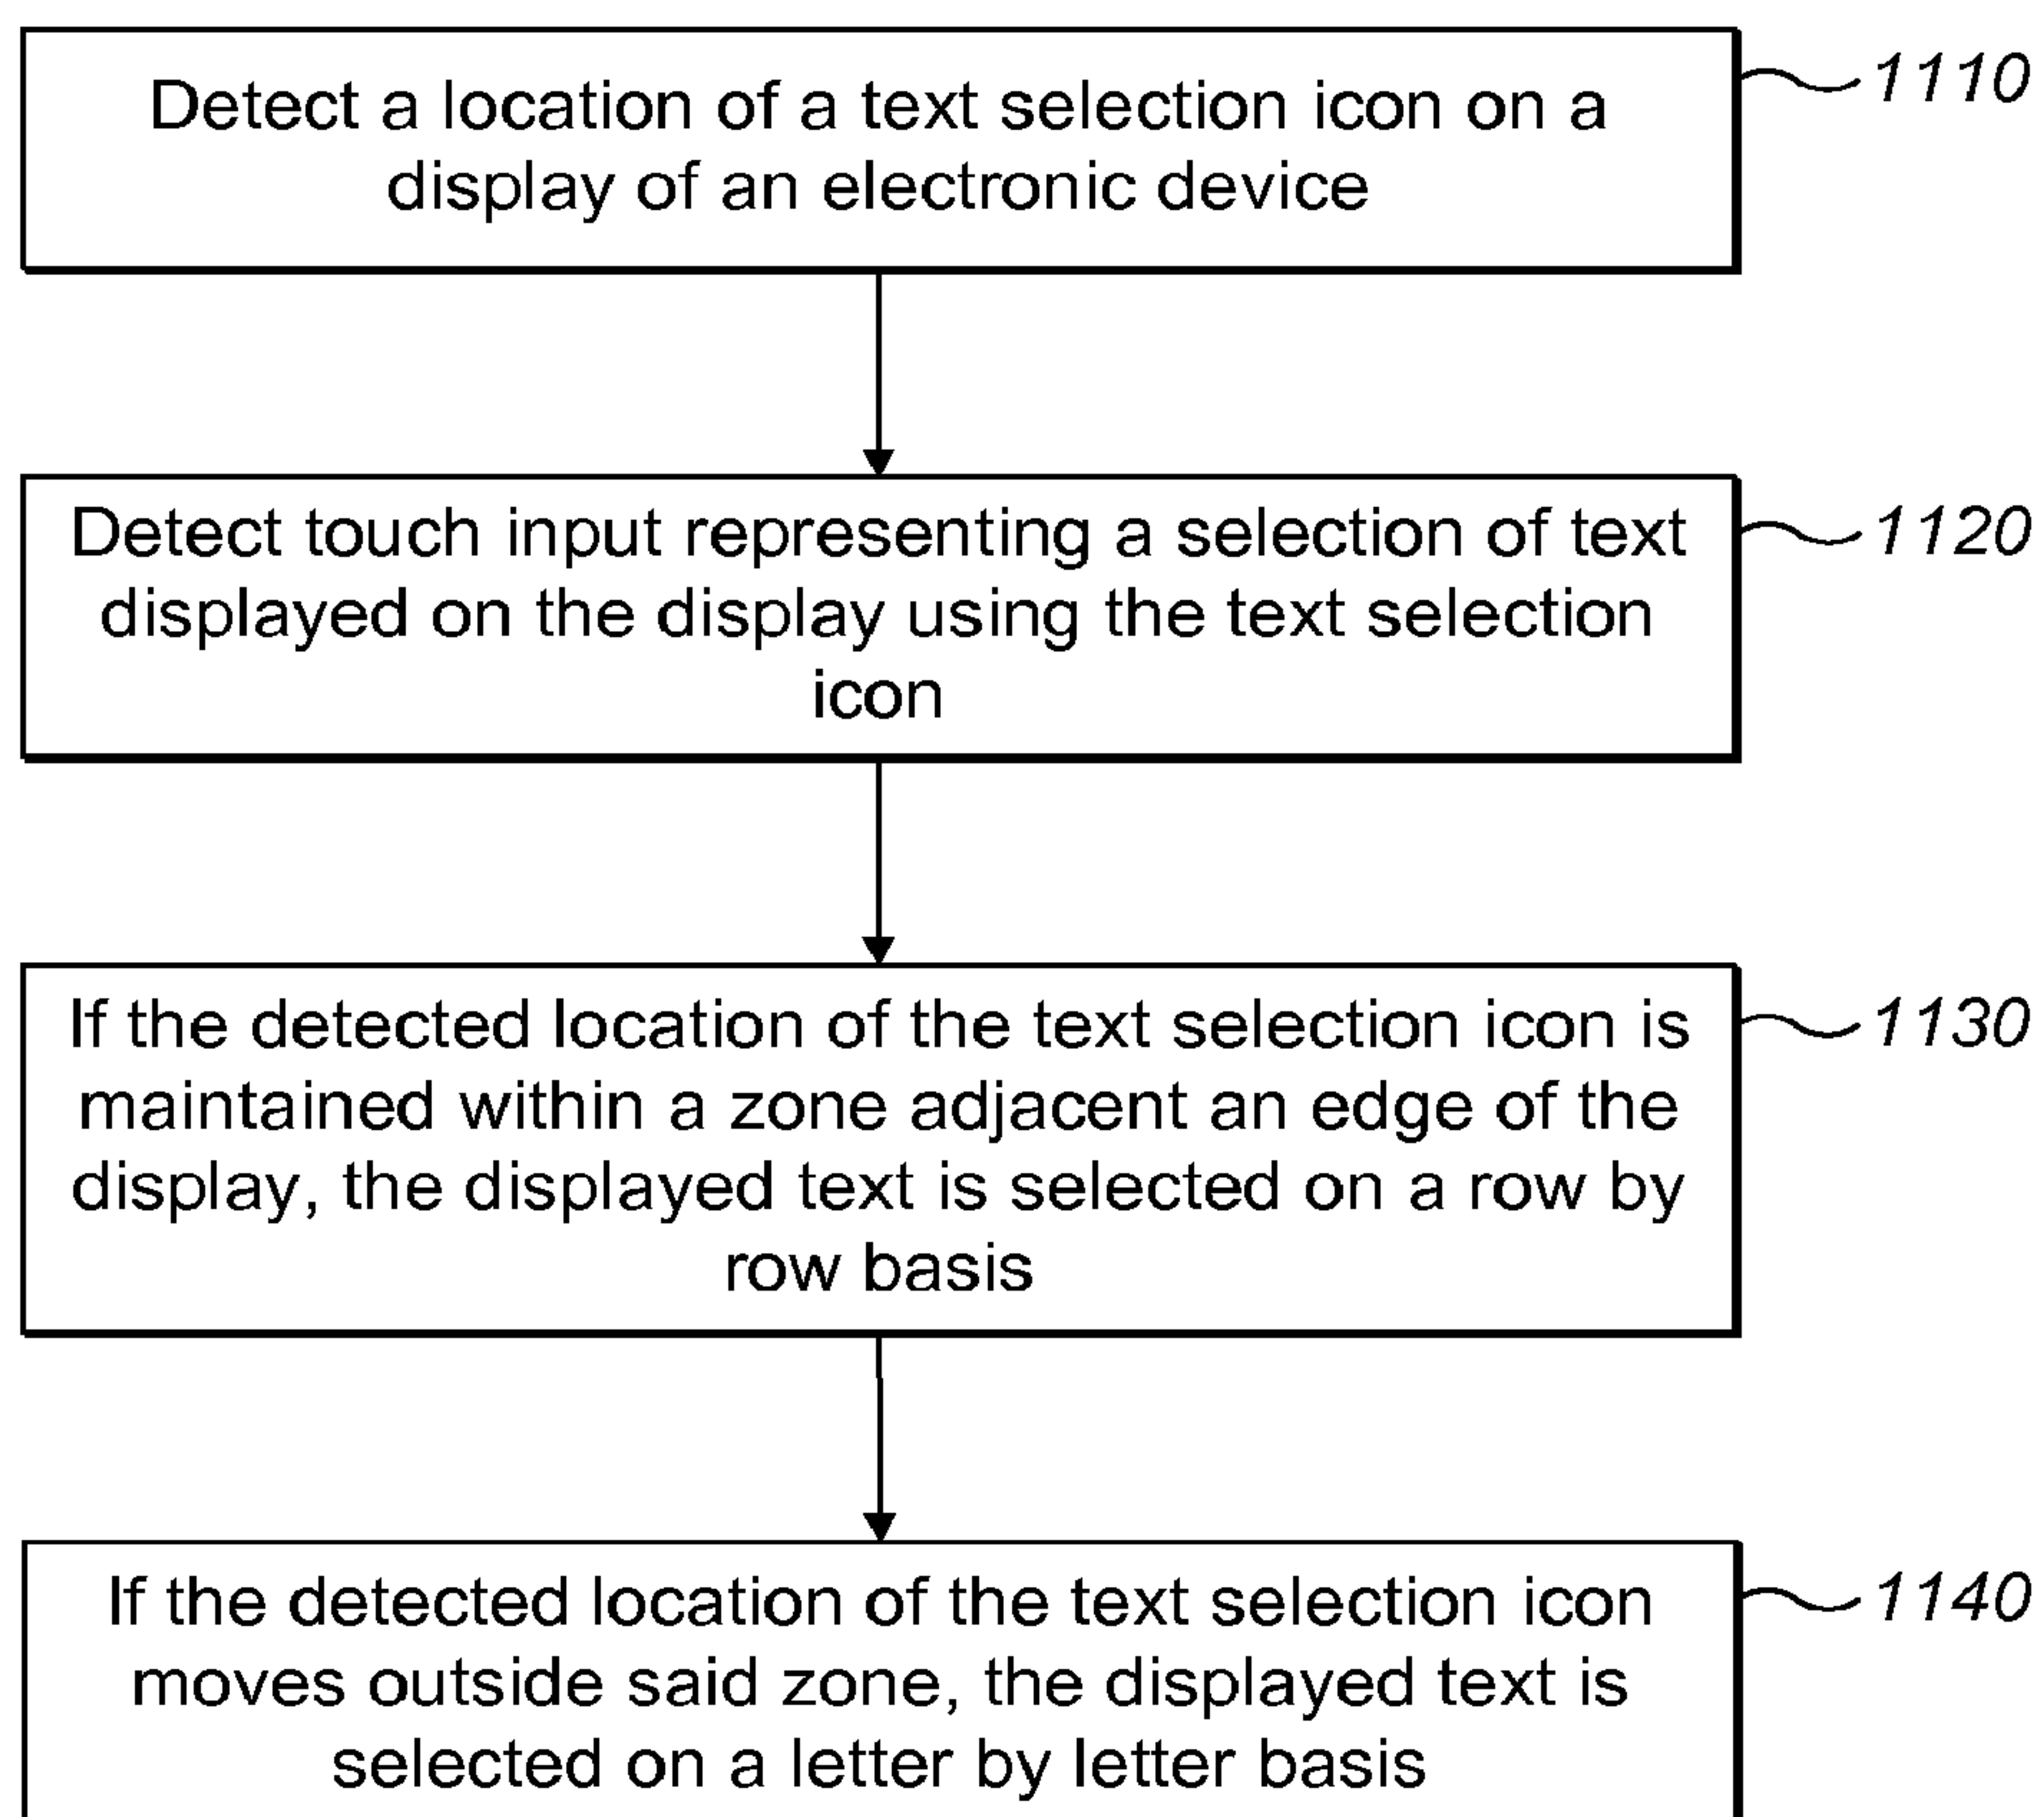 Detect a location of a text selection icon on a
display of an electronic device
1110
Detect touch input representing a selection of text
displayed on the display using the text selection
icon
1120
If the detected location of the text selection icon is
maintained within a zone adjacent an edge of the
display, the displayed text is selected on a row by
row basis
1130
If the detected location of the text selection icon
moves outside said zone, the displayed text is
selected on a letter by letter basis
1140